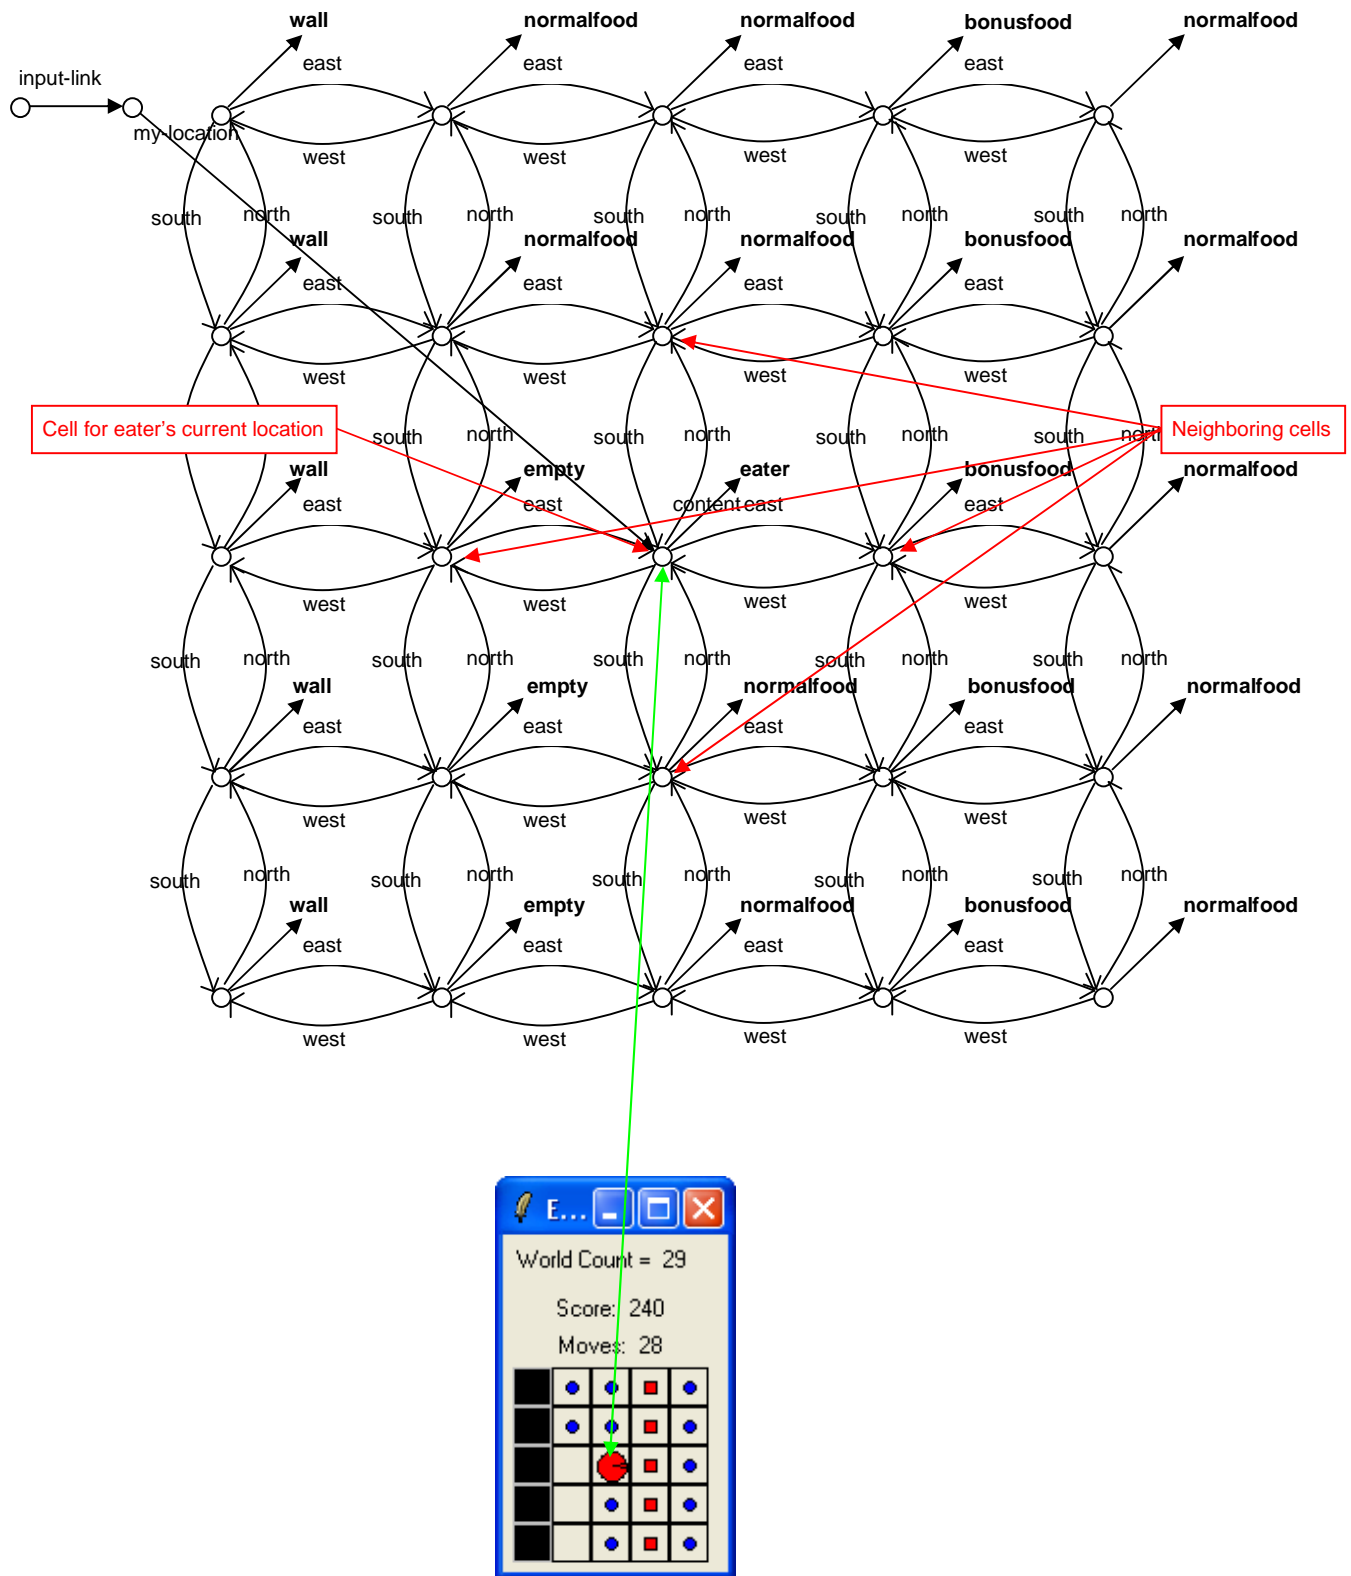 wall normalfood normalfood bonusfood normalfood
east east east east
input-link
my-location
west west west west
south north south north south north south north south north
wall normalfood normalfood bonusfood normalfood
east east east east
west west west west
Cell for eater's current location
south north south north south north south north
Neighboring cells
wall empty eater bonusfood normalfood
east east content east east
west west west west
south north south north south north south north south north
wall empty normalfood bonusfood normalfood
east east east east
west west west west
south north south north south north south north south north
wall empty normalfood bonusfood normalfood
east east east east
west west west west
E...
World Count = 29
Score: 240
Moves: 28